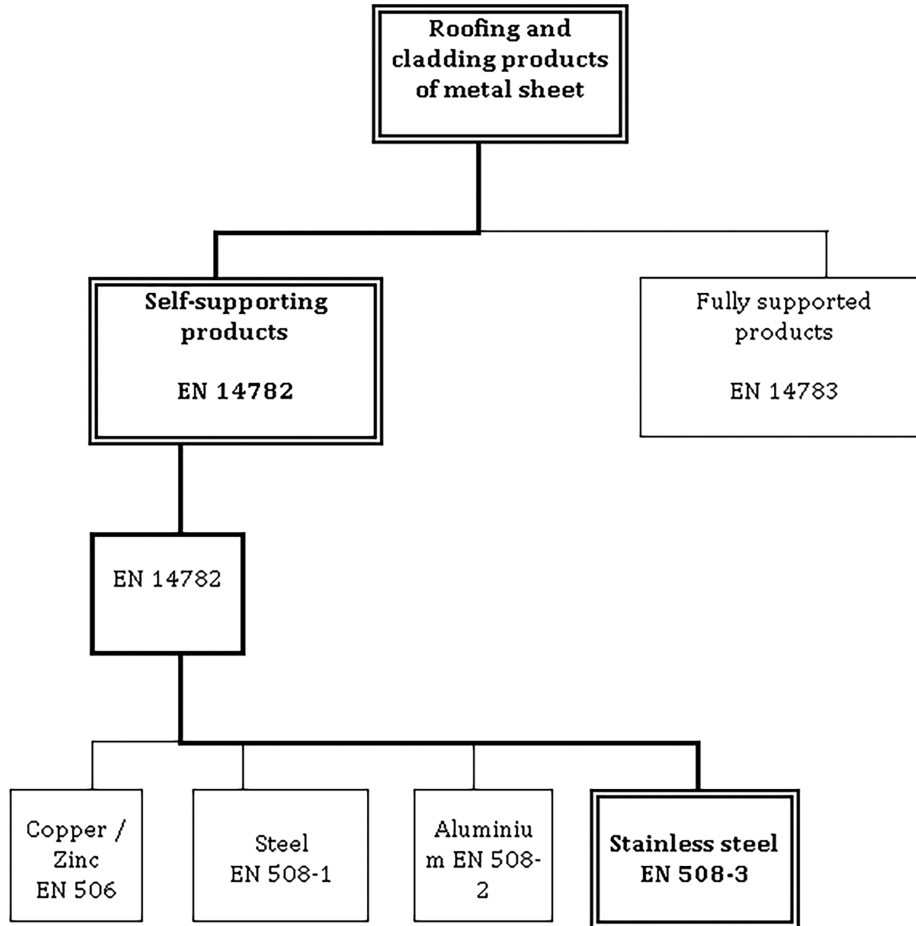 Roofing and
cladding products
of metal sheet
Self-supporting
products
EN 14782
Fully supported
products
EN 14783
EN 14782
Copper /
Zinc
EN 506
Steel
EN 508-1
Aluminiu
m EN 508-
2
Stainless steel
EN 508-3